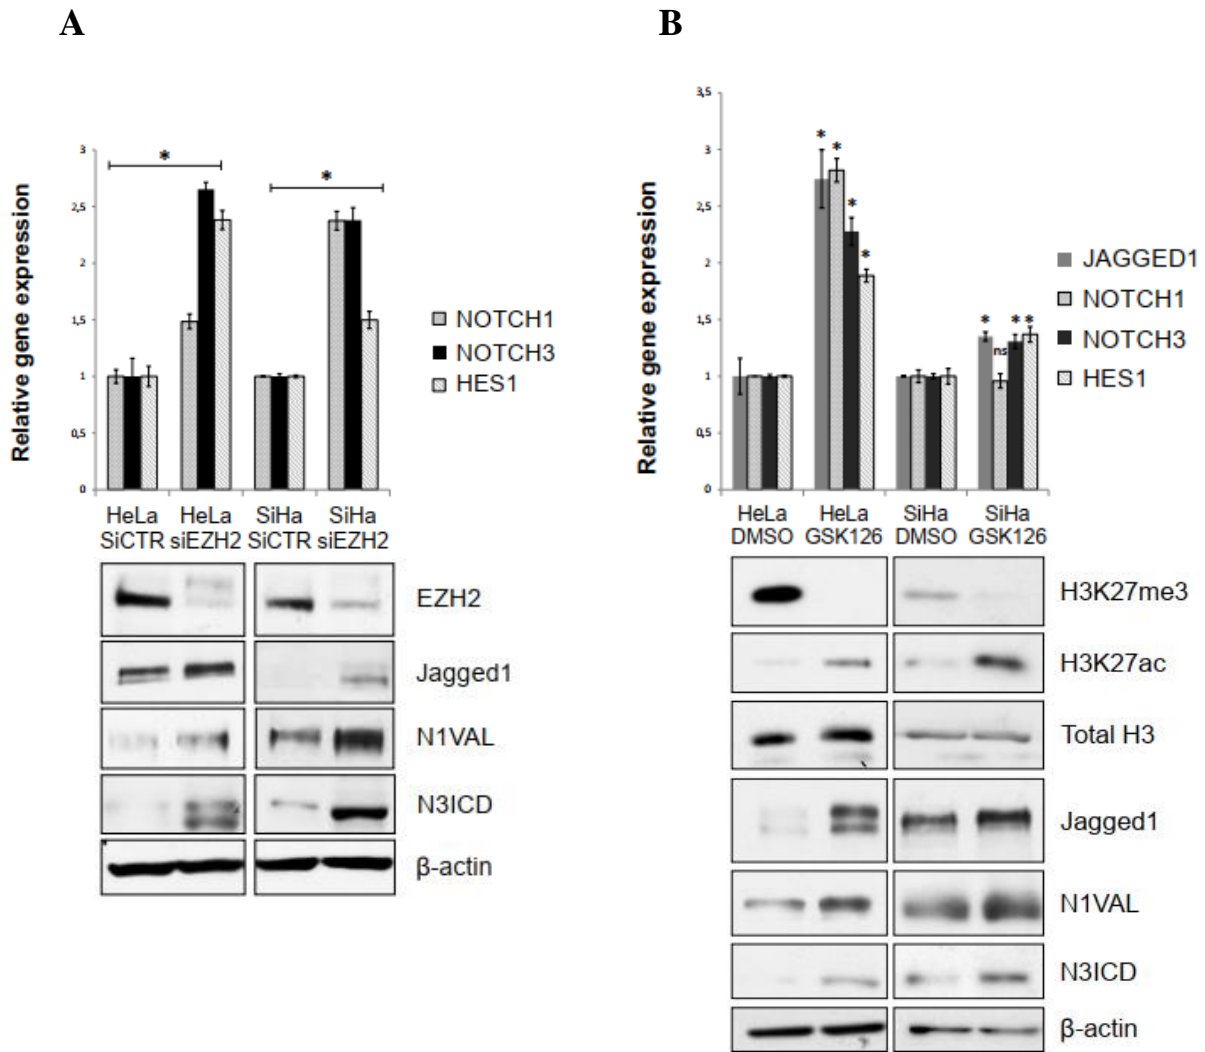 A
B
Relative gene expression
3
2,5
2
1,5
1
0,5
0
*
*
NOTCH1
NOTCH3
HES1
HeLa HeLa SiHa SiHa
SiCTR siEZH2 SiCTR siEZH2
EZH2
Jagged1
N1VAL
N3ICD
β-actin
Relative gene expression
3,5
3
2,5
2
1,5
1
0,5
0
* * * *
* ns * *
JAGGED1
NOTCH1
NOTCH3
HES1
HeLa HeLa SiHa SiHa
DMSO GSK126 DMSO GSK126
H3K27me3
H3K27ac
Total H3
Jagged1
N1VAL
N3ICD
β-actin